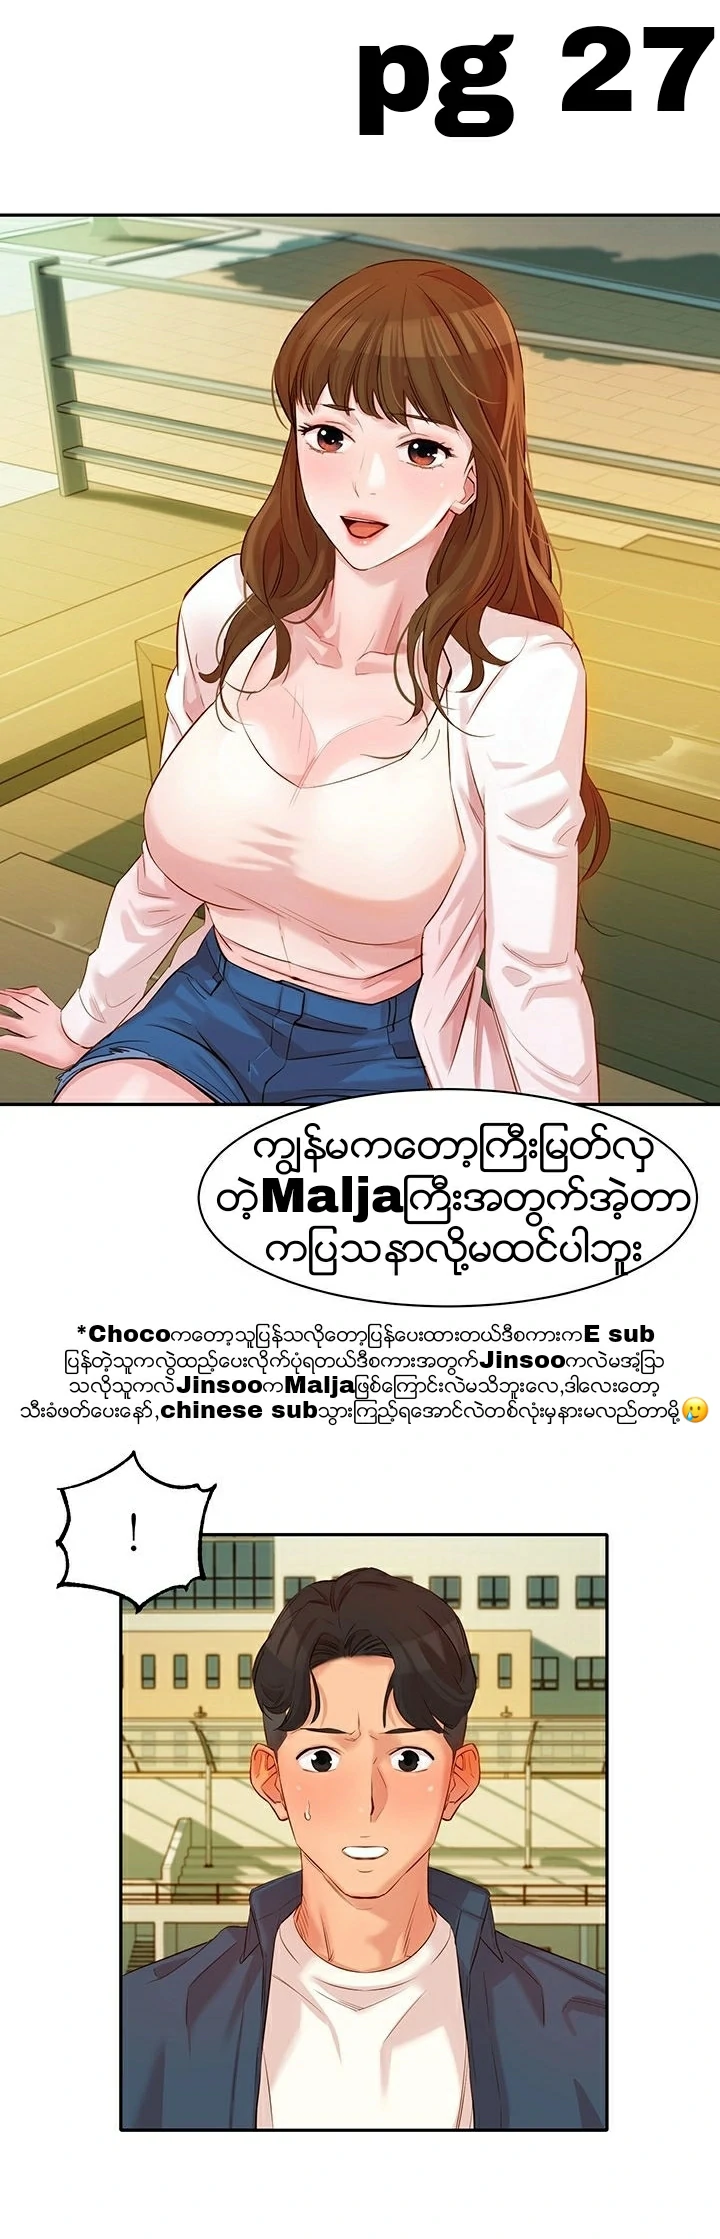 pg 27
ကျွန်မကတော့ကြီးမြတ်လှ
တဲ့Maljaကြီးအတွက်အဲ့တာ
ကပြသနာလို့မထင်ပါဘူး
*Chocoကတော့သူပြန်သလိုတော့ပြန်ပေးထားတယ်ဒီစကားကE sub
ပြန်တဲ့သူကလွဲထည့်ပေးလိုက်ပုံရတယ်ဒီစကားအတွက်Jinsooကလဲမအံ့ဩ
သလိုသူကလဲJinsooကMaljaဖြစ်ကြောင်းလဲမသိဘူးလေ,ဒါလေးတော့
သီးခံဖတ်ပေးနော်,chinese subသွားကြည့်ရအောင်လဲတစ်လုံးမှနားမလည်တာမို့🥲
!